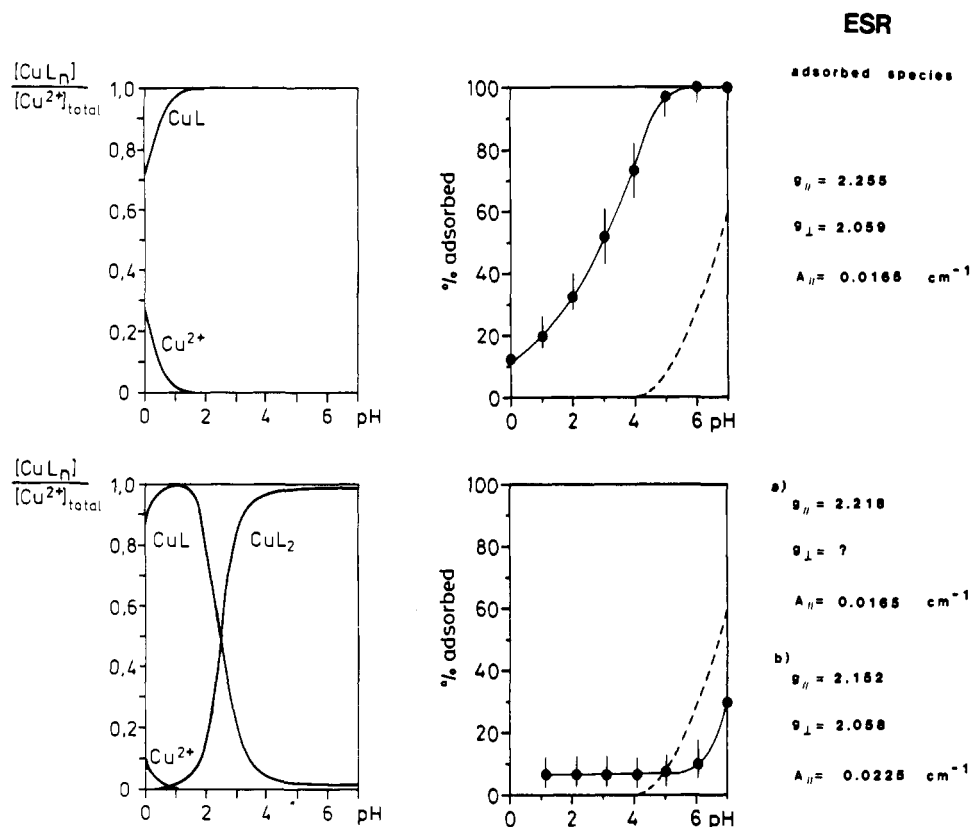 ESR
adsorbed species
[CuLn]
[Cu²⁺]total
1,0
0,8
0,6
0,4
0,2
0
CuL
Cu²⁺
0 2 4 6 pH
% adsorbed
100
80
60
40
20
0
0 2 4 6 pH
g// = 2.255
g⊥ = 2.059
A// = 0.0165 cm⁻¹
[CuLn]
[Cu²⁺]total
1,0
0,8
0,6
0,4
0,2
0
CuL
CuL₂
Cu²⁺
0 2 4 6 pH
% adsorbed
100
80
60
40
20
0
0 2 4 6 pH
a)
g// = 2.218
g⊥ = ?
A// = 0.0165 cm⁻¹
b)
g// = 2.152
g⊥ = 2.058
A// = 0.0225 cm⁻¹